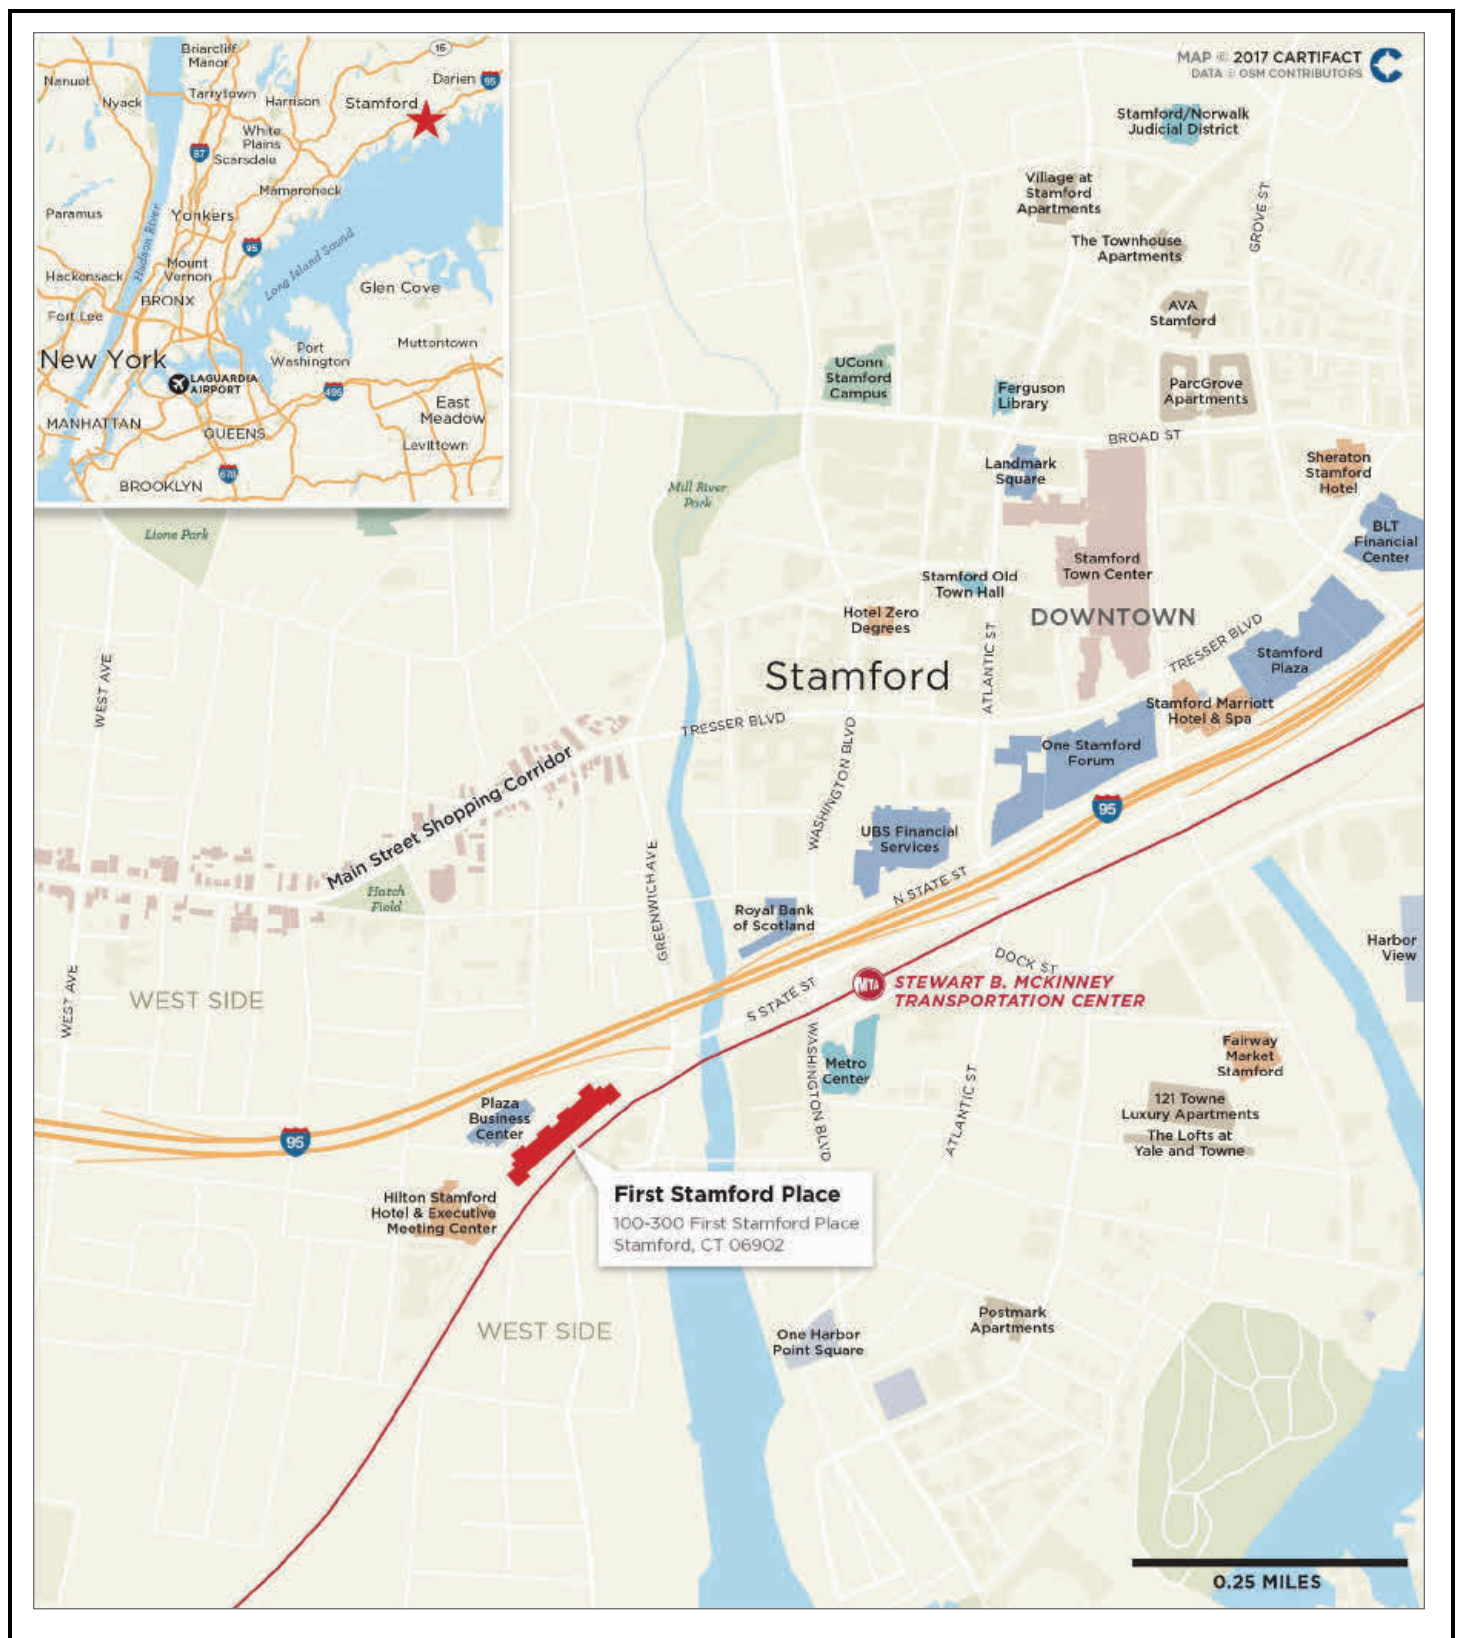 MAP © 2017 CARTIFACT
DATA © OSM CONTRIBUTORS
Briarcliff
Manor
15
Nanuet
Darien
95
Nyack
Tarrytown
Harrison
Stamford
White
Plains
87
Scarsdale
Mamaroneck
Paramus
Yonkers
Hudson River
95
Long Island Sound
Mount
Vernon
Hackensack
Glen Cove
BRONX
Fort Lee
Port
Washington
Muttontown
New York
LAGUARDIA
AIRPORT
495
East
Meadow
MANHATTAN
QUEENS
Levittown
678
BROOKLYN
Stamford/Norwalk
Judicial District
Village at
Stamford
Apartments
GROVE ST
The Townhouse
Apartments
AVA
Stamford
UConn
Stamford
Campus
Ferguson
Library
ParcGrove
Apartments
BROAD ST
Landmark
Square
Sheraton
Stamford
Hotel
Mill River
Park
Lione Park
BLT
Financial
Center
Stamford
Town Center
Stamford Old
Town Hall
Hotel Zero
Degrees
DOWNTOWN
TRESSER BLVD
Stamford
Plaza
ATLANTIC ST
Stamford
WEST AVE
Stamford Marriott
Hotel & Spa
TRESSER BLVD
One Stamford
Forum
WASHINGTON BLVD
Main Street Shopping Corridor
95
UBS Financial
Services
N STATE ST
Hatch
Field
GREENWICH AVE
Royal Bank
of Scotland
Harbor
View
DOCK ST
WEST AVE
WEST SIDE
MTA
STEWART B. MCKINNEY
TRANSPORTATION CENTER
S STATE ST
WASHINGTON BLVD
Metro
Center
Fairway
Market
Stamford
ATLANTIC ST
121 Towne
Luxury Apartments
The Lofts at
Yale and Towne
Plaza
Business
Center
95
Hilton Stamford
Hotel & Executive
Meeting Center
First Stamford Place
100-300 First Stamford Place
Stamford, CT 06902
WEST SIDE
One Harbor
Point Square
Postmark
Apartments
0.25 MILES